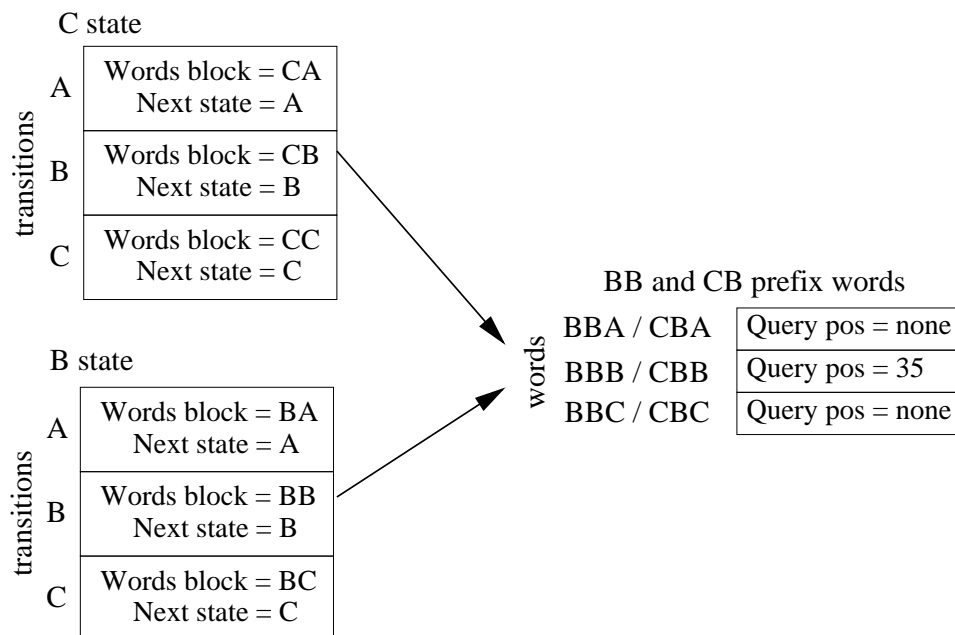 C state
transitions
A
Words block = CA
Next state = A
B
Words block = CB
Next state = B
C
Words block = CC
Next state = C
B state
transitions
A
Words block = BA
Next state = A
B
Words block = BB
Next state = B
C
Words block = BC
Next state = C
BB and CB prefix words
words
BBA / CBA
Query pos = none
BBB / CBB
Query pos = 35
BBC / CBC
Query pos = none